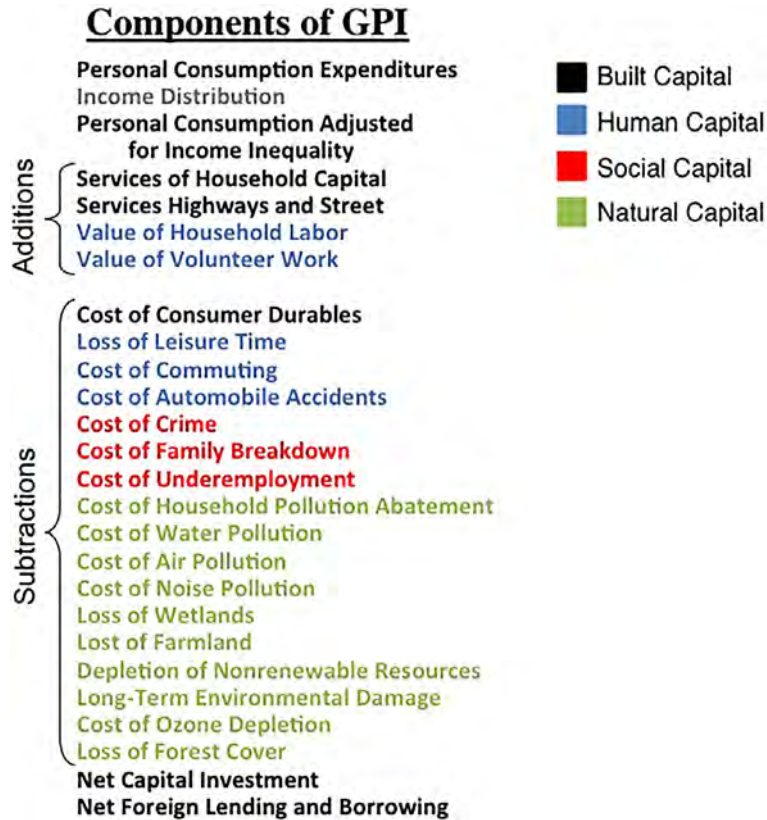 Components of GPI
Personal Consumption Expenditures
Income Distribution
Personal Consumption Adjusted
for Income Inequality
Additions
Services of Household Capital
Services Highways and Street
Value of Household Labor
Value of Volunteer Work
Subtractions
Cost of Consumer Durables
Loss of Leisure Time
Cost of Commuting
Cost of Automobile Accidents
Cost of Crime
Cost of Family Breakdown
Cost of Underemployment
Cost of Household Pollution Abatement
Cost of Water Pollution
Cost of Air Pollution
Cost of Noise Pollution
Loss of Wetlands
Lost of Farmland
Depletion of Nonrenewable Resources
Long-Term Environmental Damage
Cost of Ozone Depletion
Loss of Forest Cover
Net Capital Investment
Net Foreign Lending and Borrowing
Built Capital
Human Capital
Social Capital
Natural Capital